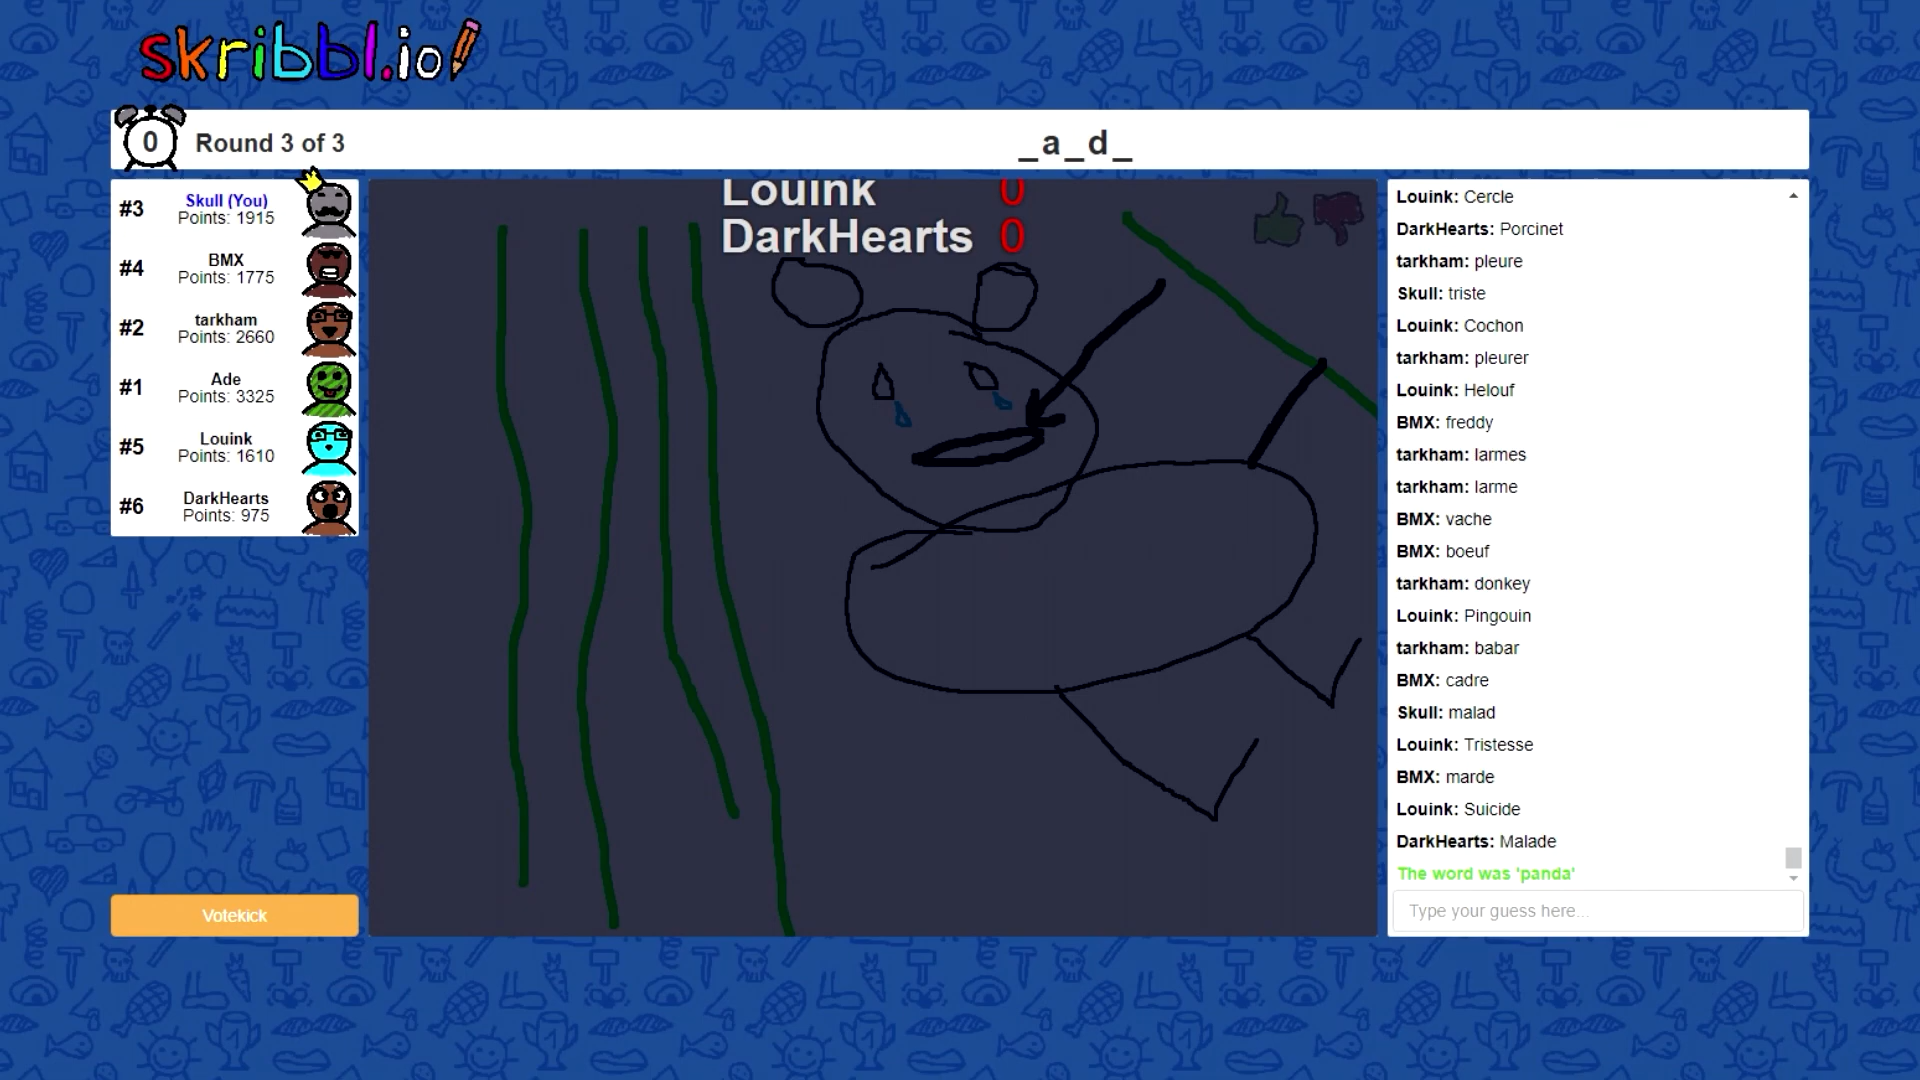 skribbl.io
0
Round 3 of 3
_a_d_
#3
Skull (You)
Points: 1915
#4
BMX
Points: 1775
#2
tarkham
Points: 2660
#1
Ade
Points: 3325
#5
Louink
Points: 1610
#6
DarkHearts
Points: 975
Votekick
Louink 0
DarkHearts 0
Louink: Cercle
DarkHearts: Porcinet
tarkham: pleure
Skull: triste
Louink: Cochon
tarkham: pleurer
Louink: Helouf
BMX: freddy
tarkham: larmes
tarkham: larme
BMX: vache
BMX: boeuf
tarkham: donkey
Louink: Pingouin
tarkham: babar
BMX: cadre
Skull: malad
Louink: Tristesse
BMX: marde
Louink: Suicide
DarkHearts: Malade
The word was 'panda'
Type your guess here...